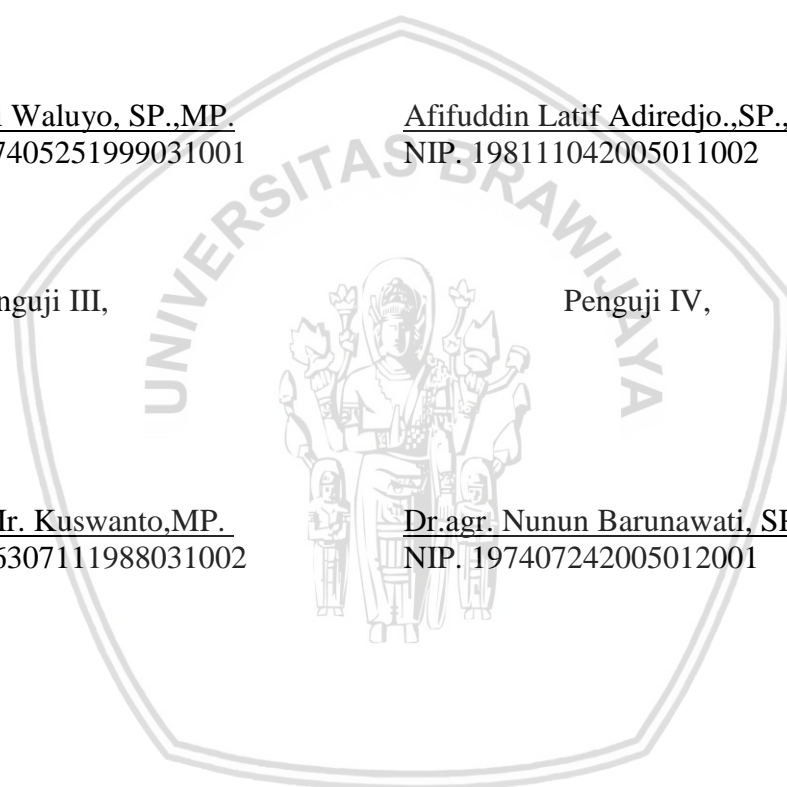 i Waluyo, SP.,MP. Afifuddin Latif Adiredjo.,SP.,
7405251999031001 NIP. 198111042005011002
UNIVERSITAS BRAWIJAYA
nguji III, Penguji IV,
Ir. Kuswanto,MP. Dr.agr. Nunun Barunawati, SP
6307111988031002 NIP. 197407242005012001